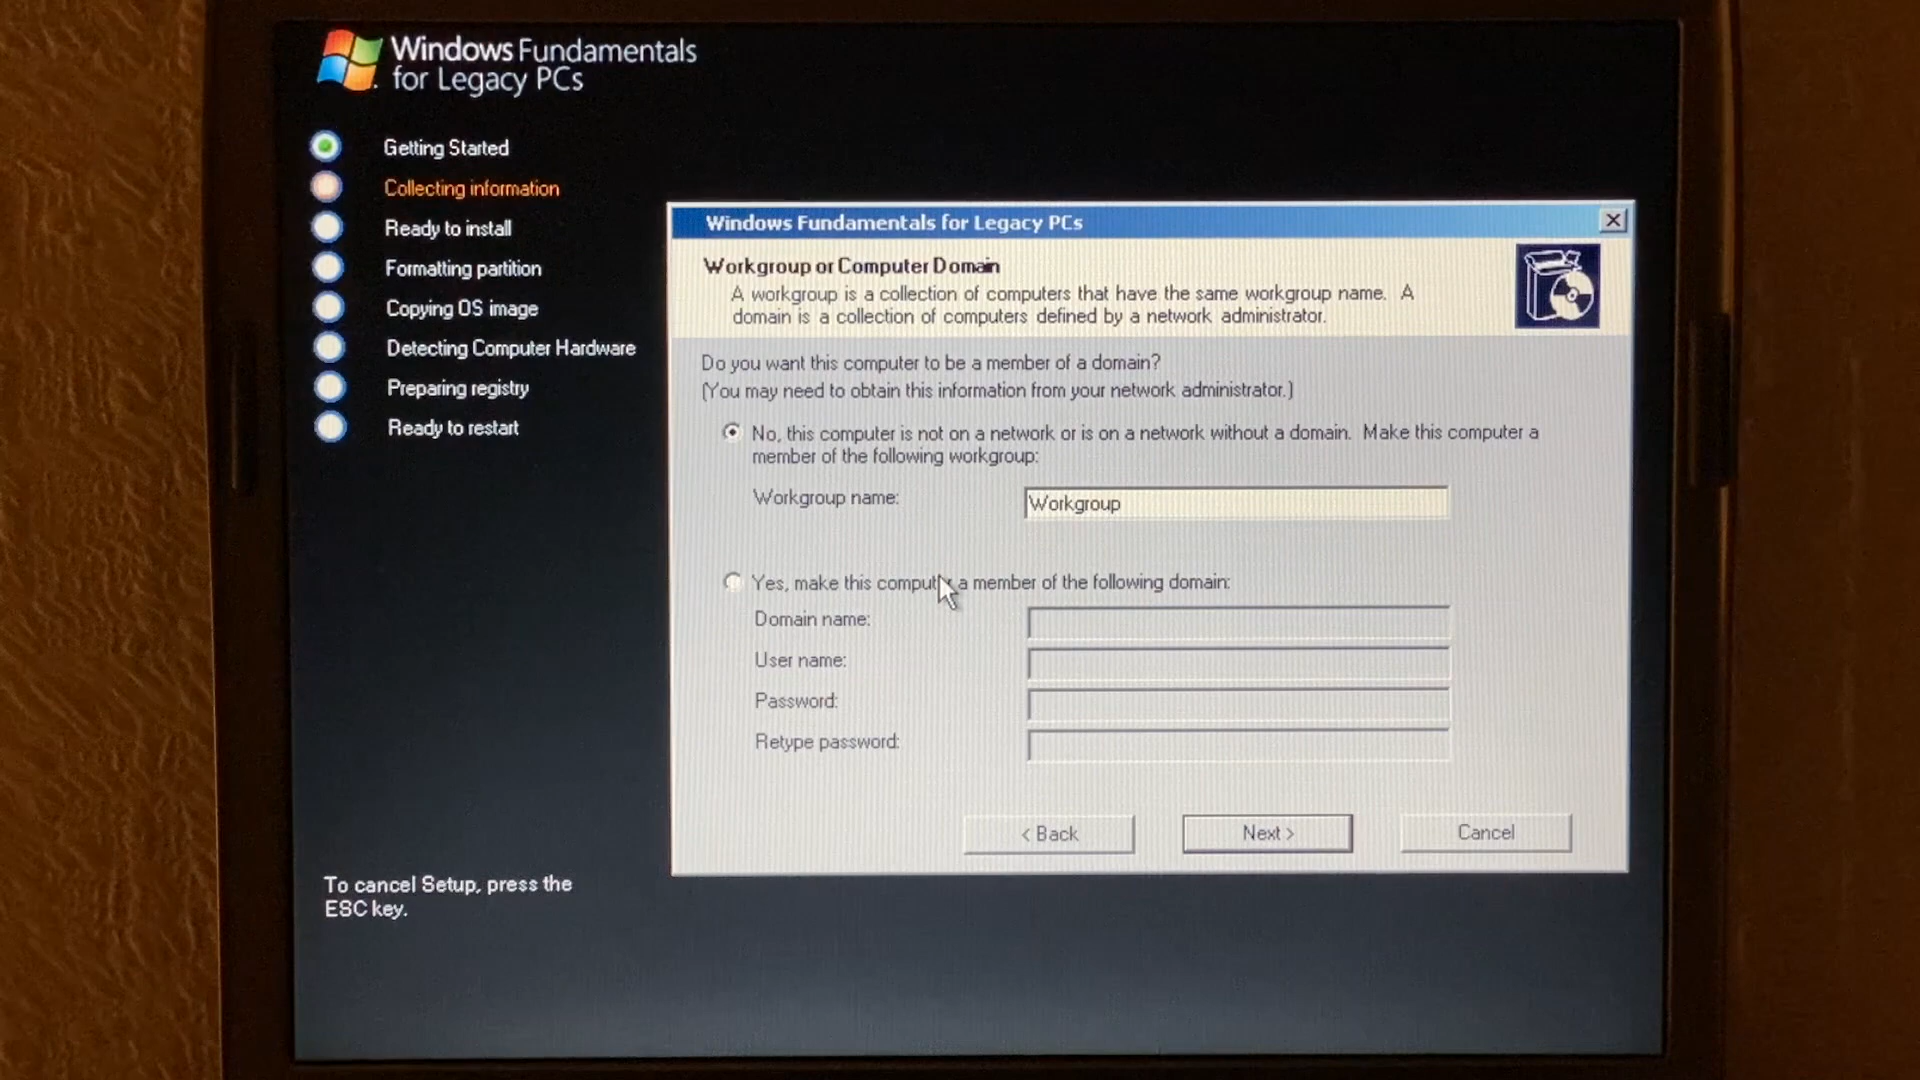 Windows Fundamentals
for Legacy PCs
Getting Started
Collecting information
Ready to install
Formatting partition
Copying OS image
Detecting Computer Hardware
Preparing registry
Ready to restart
To cancel Setup, press the
ESC key.
Windows Fundamentals for Legacy PCs
Workgroup or Computer Domain
A workgroup is a collection of computers that have the same workgroup name. A
domain is a collection of computers defined by a network administrator.
Do you want this computer to be a member of a domain?
(You may need to obtain this information from your network administrator.)
No, this computer is not on a network or is on a network without a domain. Make this computer a
member of the following workgroup:
Workgroup name:
Workgroup
Yes, make this computer a member of the following domain:
Domain name:
User name:
Password:
Retype password:
< Back
Next >
Cancel